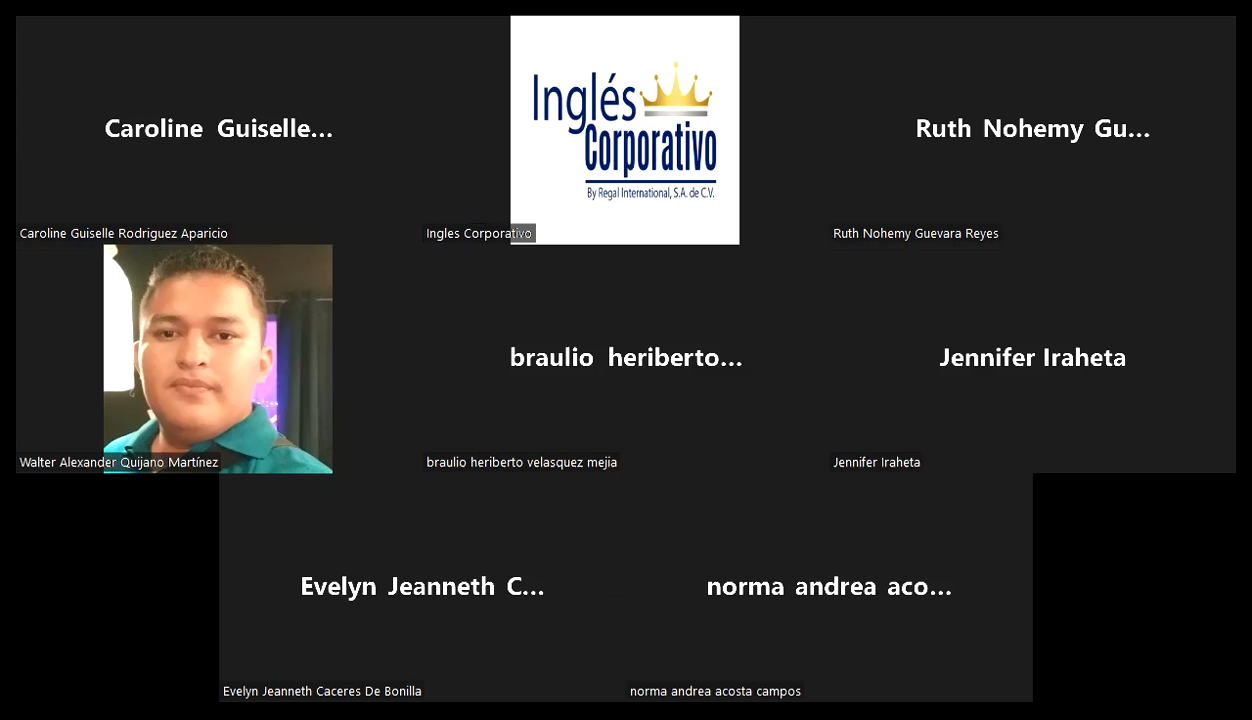 Caroline Guiselle...
Inglés
Corporativo
By Regal International, S.A. de C.V.
Ruth Nohemy Gu...
Caroline Guiselle Rodriguez Aparicio
Ingles Corporativo
Ruth Nohemy Guevara Reyes
braulio heriberto...
Jennifer Iraheta
Walter Alexander Quijano Martínez
braulio heriberto velasquez mejia
Jennifer Iraheta
Evelyn Jeanneth C...
norma andrea aco...
Evelyn Jeanneth Caceres De Bonilla
norma andrea acosta campos